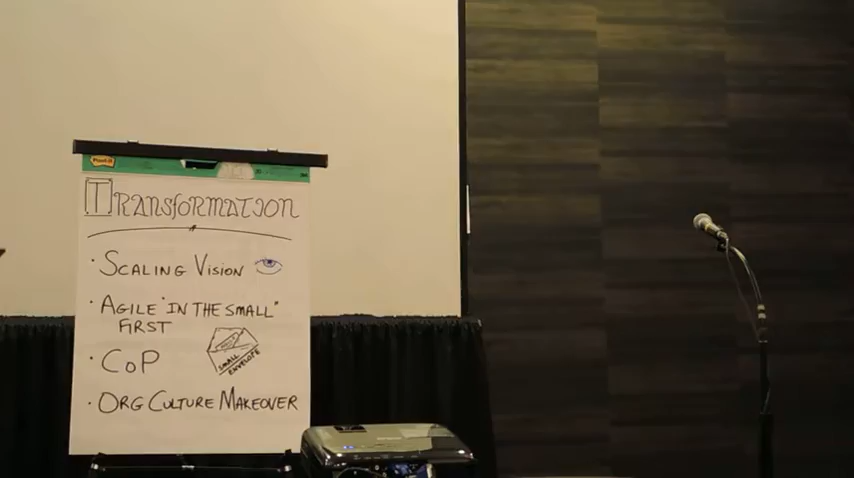 Post-it
TRANSFORMATION
· SCALING VISION
· AGILE "IN THE SMALL"
FIRST
SMALL
ENVELOPE
· CoP
· ORG CULTURE MAKEOVER